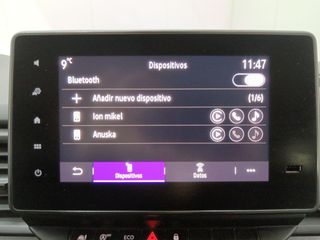 9°C Dispositivos 11:47
Bluetooth
+ Añadir nuevo dispositivo (1/6)
Ion mikel
Anuska
Dispositivos Datos ...
ECO